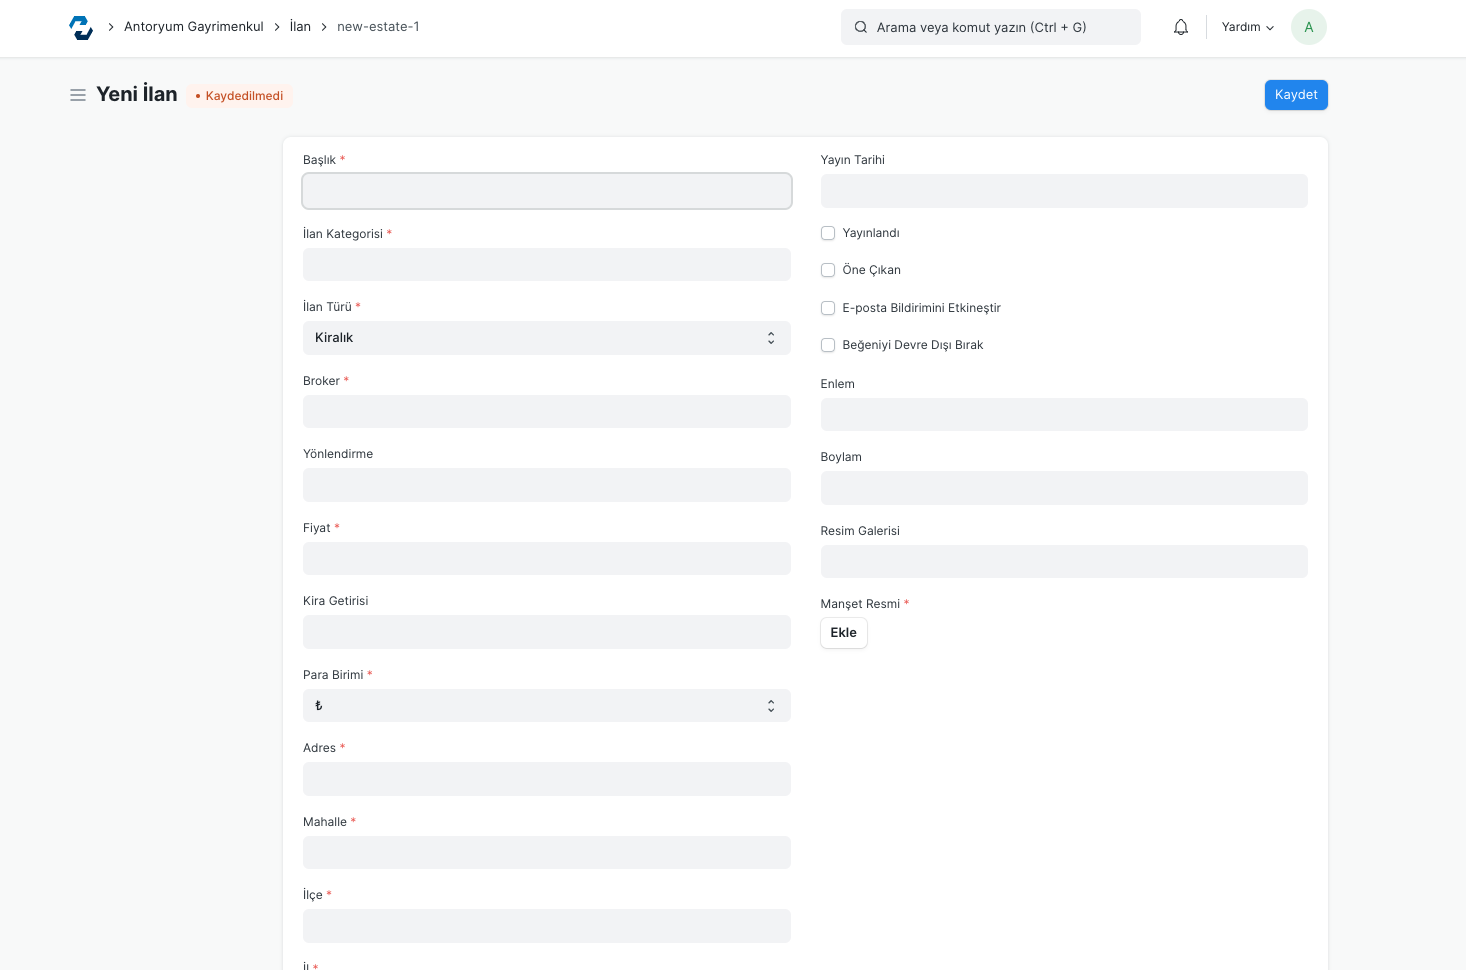 Antoryum Gayrimenkul
İlan
new-estate-1
Arama veya komut yazın (Ctrl + G)
Yardım
A
Yeni İlan
• Kaydedilmedi
Kaydet
Başlık *
İlan Kategorisi *
İlan Türü *
Kiralık
Broker *
Yönlendirme
Fiyat *
Kira Getirisi
Para Birimi *
₺
Adres *
Mahalle *
İlçe *
İl *
Yayın Tarihi
Yayınlandı
Öne Çıkan
E-posta Bildirimini Etkineştir
Beğeniyi Devre Dışı Bırak
Enlem
Boylam
Resim Galerisi
Manşet Resmi *
Ekle